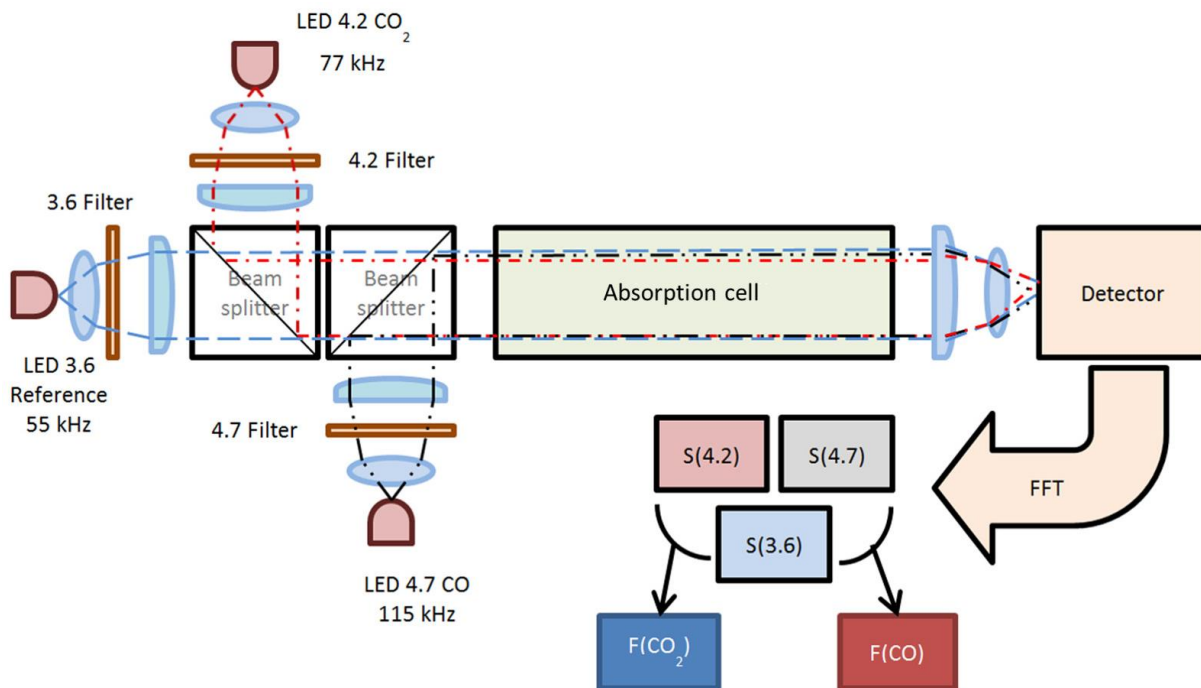 LED 4.2 CO₂
77 kHz
4.2 Filter
3.6 Filter
Beam
splitter
Beam
splitter
Absorption cell
Detector
LED 3.6
Reference
55 kHz
4.7 Filter
LED 4.7 CO
115 kHz
S(4.2)
S(4.7)
FFT
S(3.6)
F(CO₂)
F(CO)